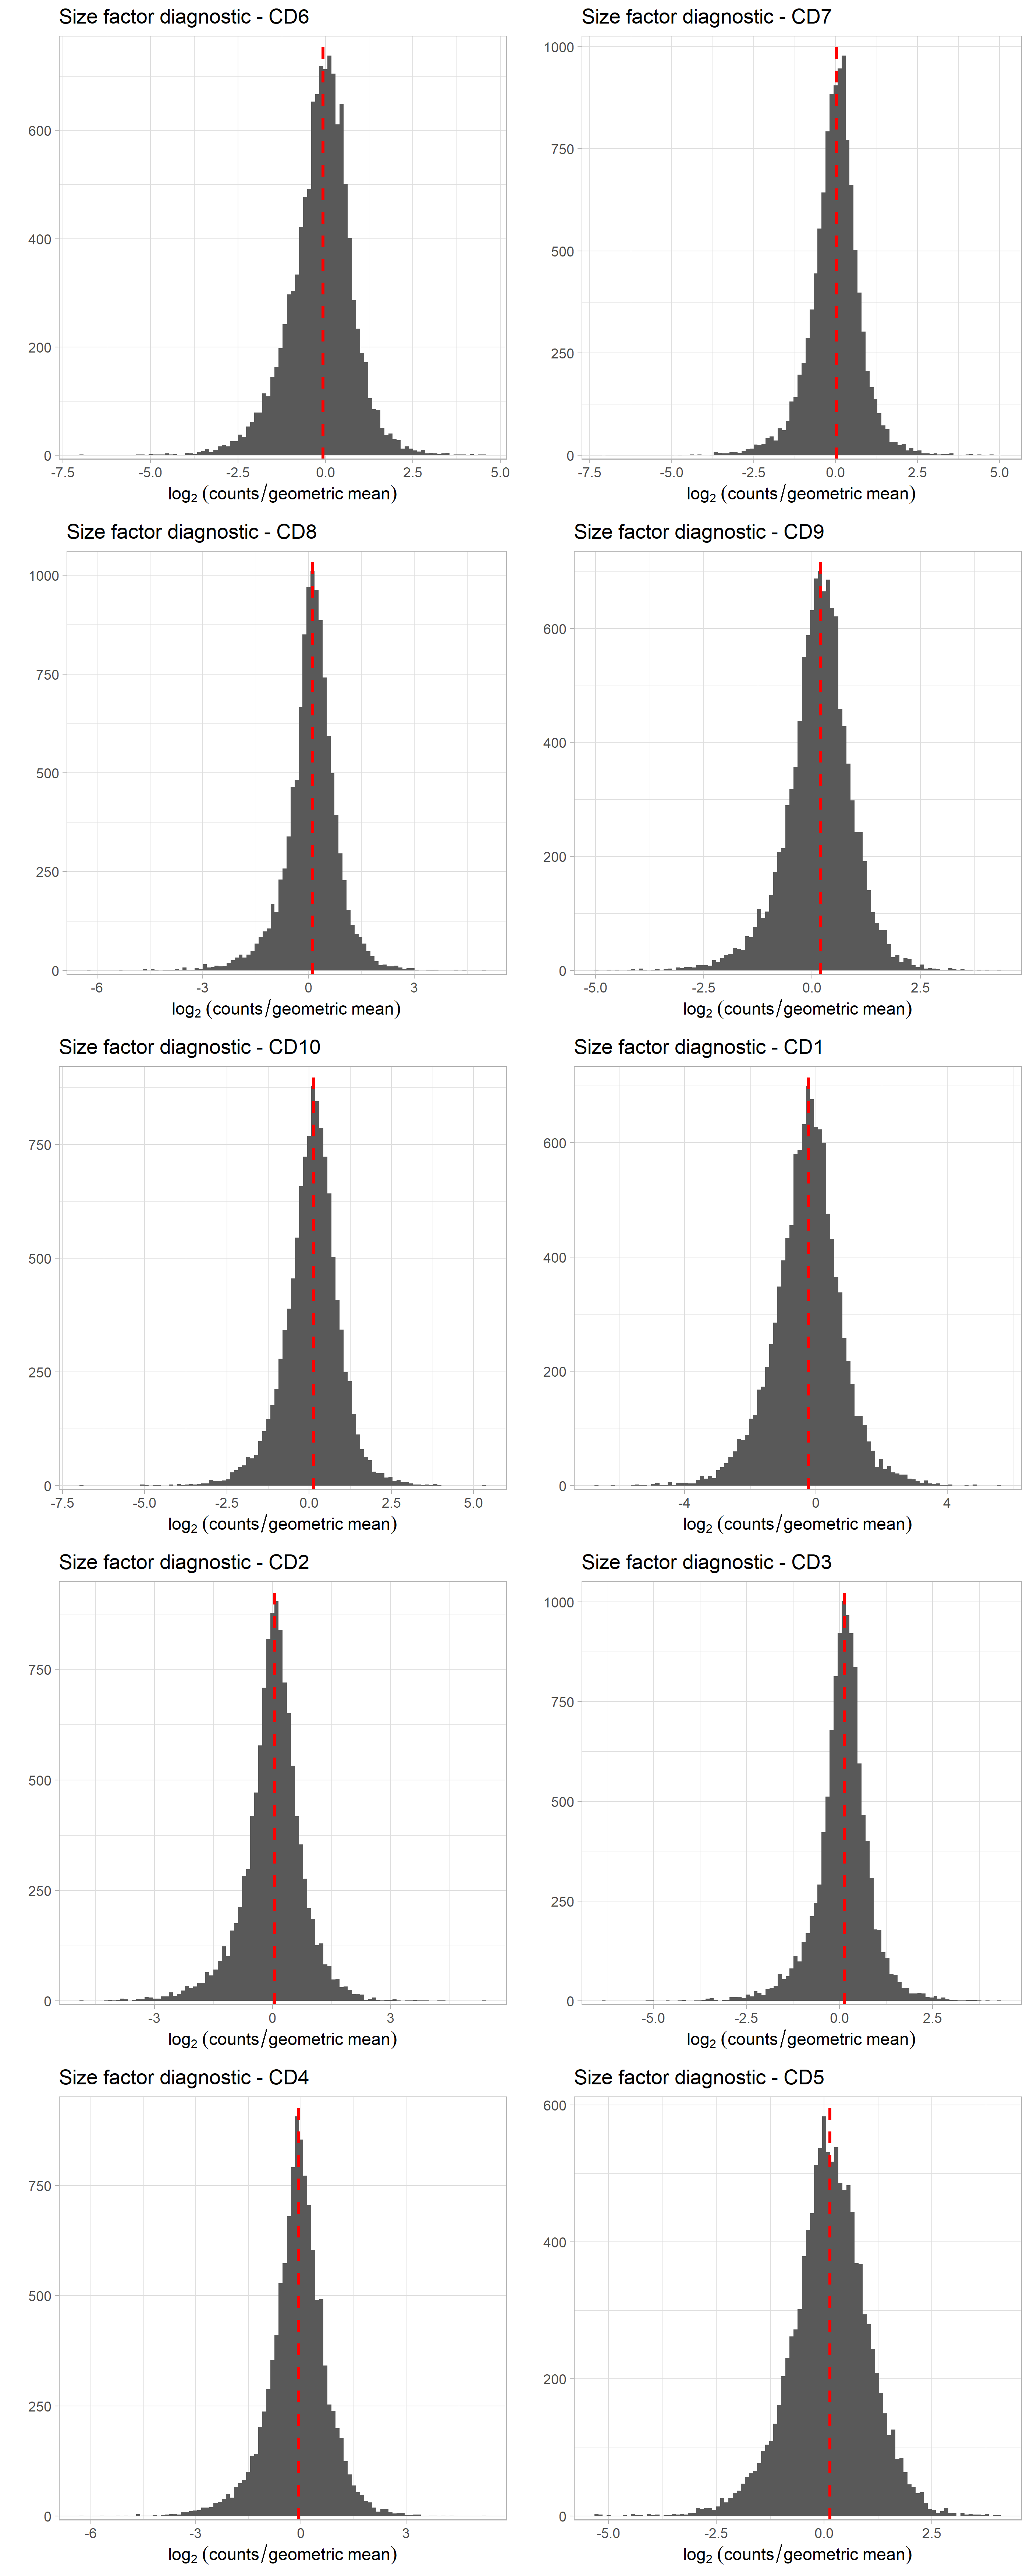 Size factor diagnostic - CD6
600
400
200
0
-7.5 -5.0 -2.5 0.0 2.5 5.0
log2 (counts/geometric mean)
Size factor diagnostic - CD7
1000
750
500
250
0
-7.5 -5.0 -2.5 0.0 2.5 5.0
log2 (counts/geometric mean)
Size factor diagnostic - CD8
1000
750
500
250
0
-6 -3 0 3
log2 (counts/geometric mean)
Size factor diagnostic - CD9
600
400
200
0
-5.0 -2.5 0.0 2.5
log2 (counts/geometric mean)
Size factor diagnostic - CD10
750
500
250
0
-7.5 -5.0 -2.5 0.0 2.5 5.0
log2 (counts/geometric mean)
Size factor diagnostic - CD1
600
400
200
0
-4 0 4
log2 (counts/geometric mean)
Size factor diagnostic - CD2
750
500
250
0
-3 0 3
log2 (counts/geometric mean)
Size factor diagnostic - CD3
1000
750
500
250
0
-5.0 -2.5 0.0 2.5
log2 (counts/geometric mean)
Size factor diagnostic - CD4
750
500
250
0
-6 -3 0 3
log2 (counts/geometric mean)
Size factor diagnostic - CD5
600
400
200
0
-5.0 -2.5 0.0 2.5
log2 (counts/geometric mean)